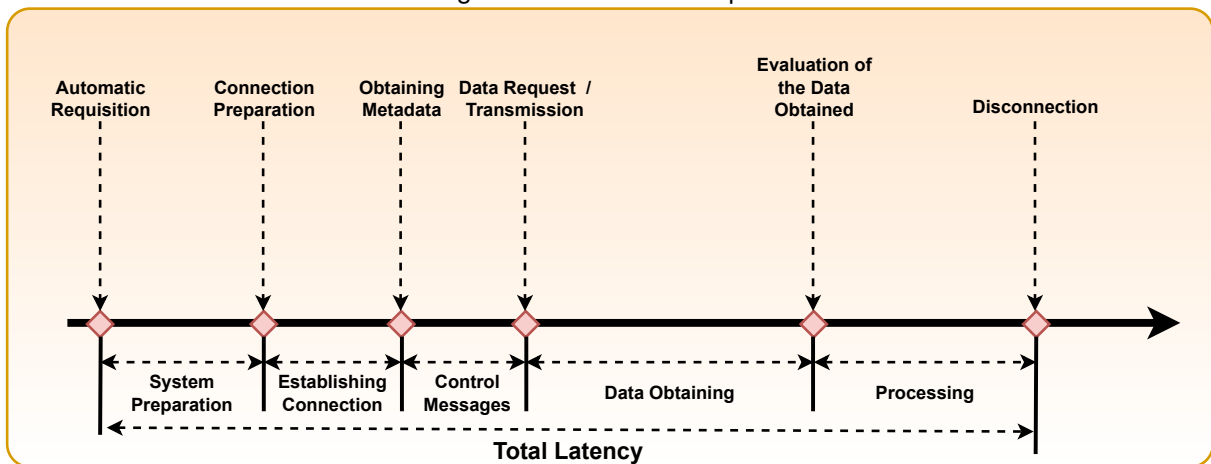 Automatic
Requisition
Connection
Preparation
Obtaining
Metadata
Data Request /
Transmission
Evaluation of
the Data
Obtained
Disconnection
System
Preparation
Establishing
Connection
Control
Messages
Data Obtaining
Processing
Total Latency